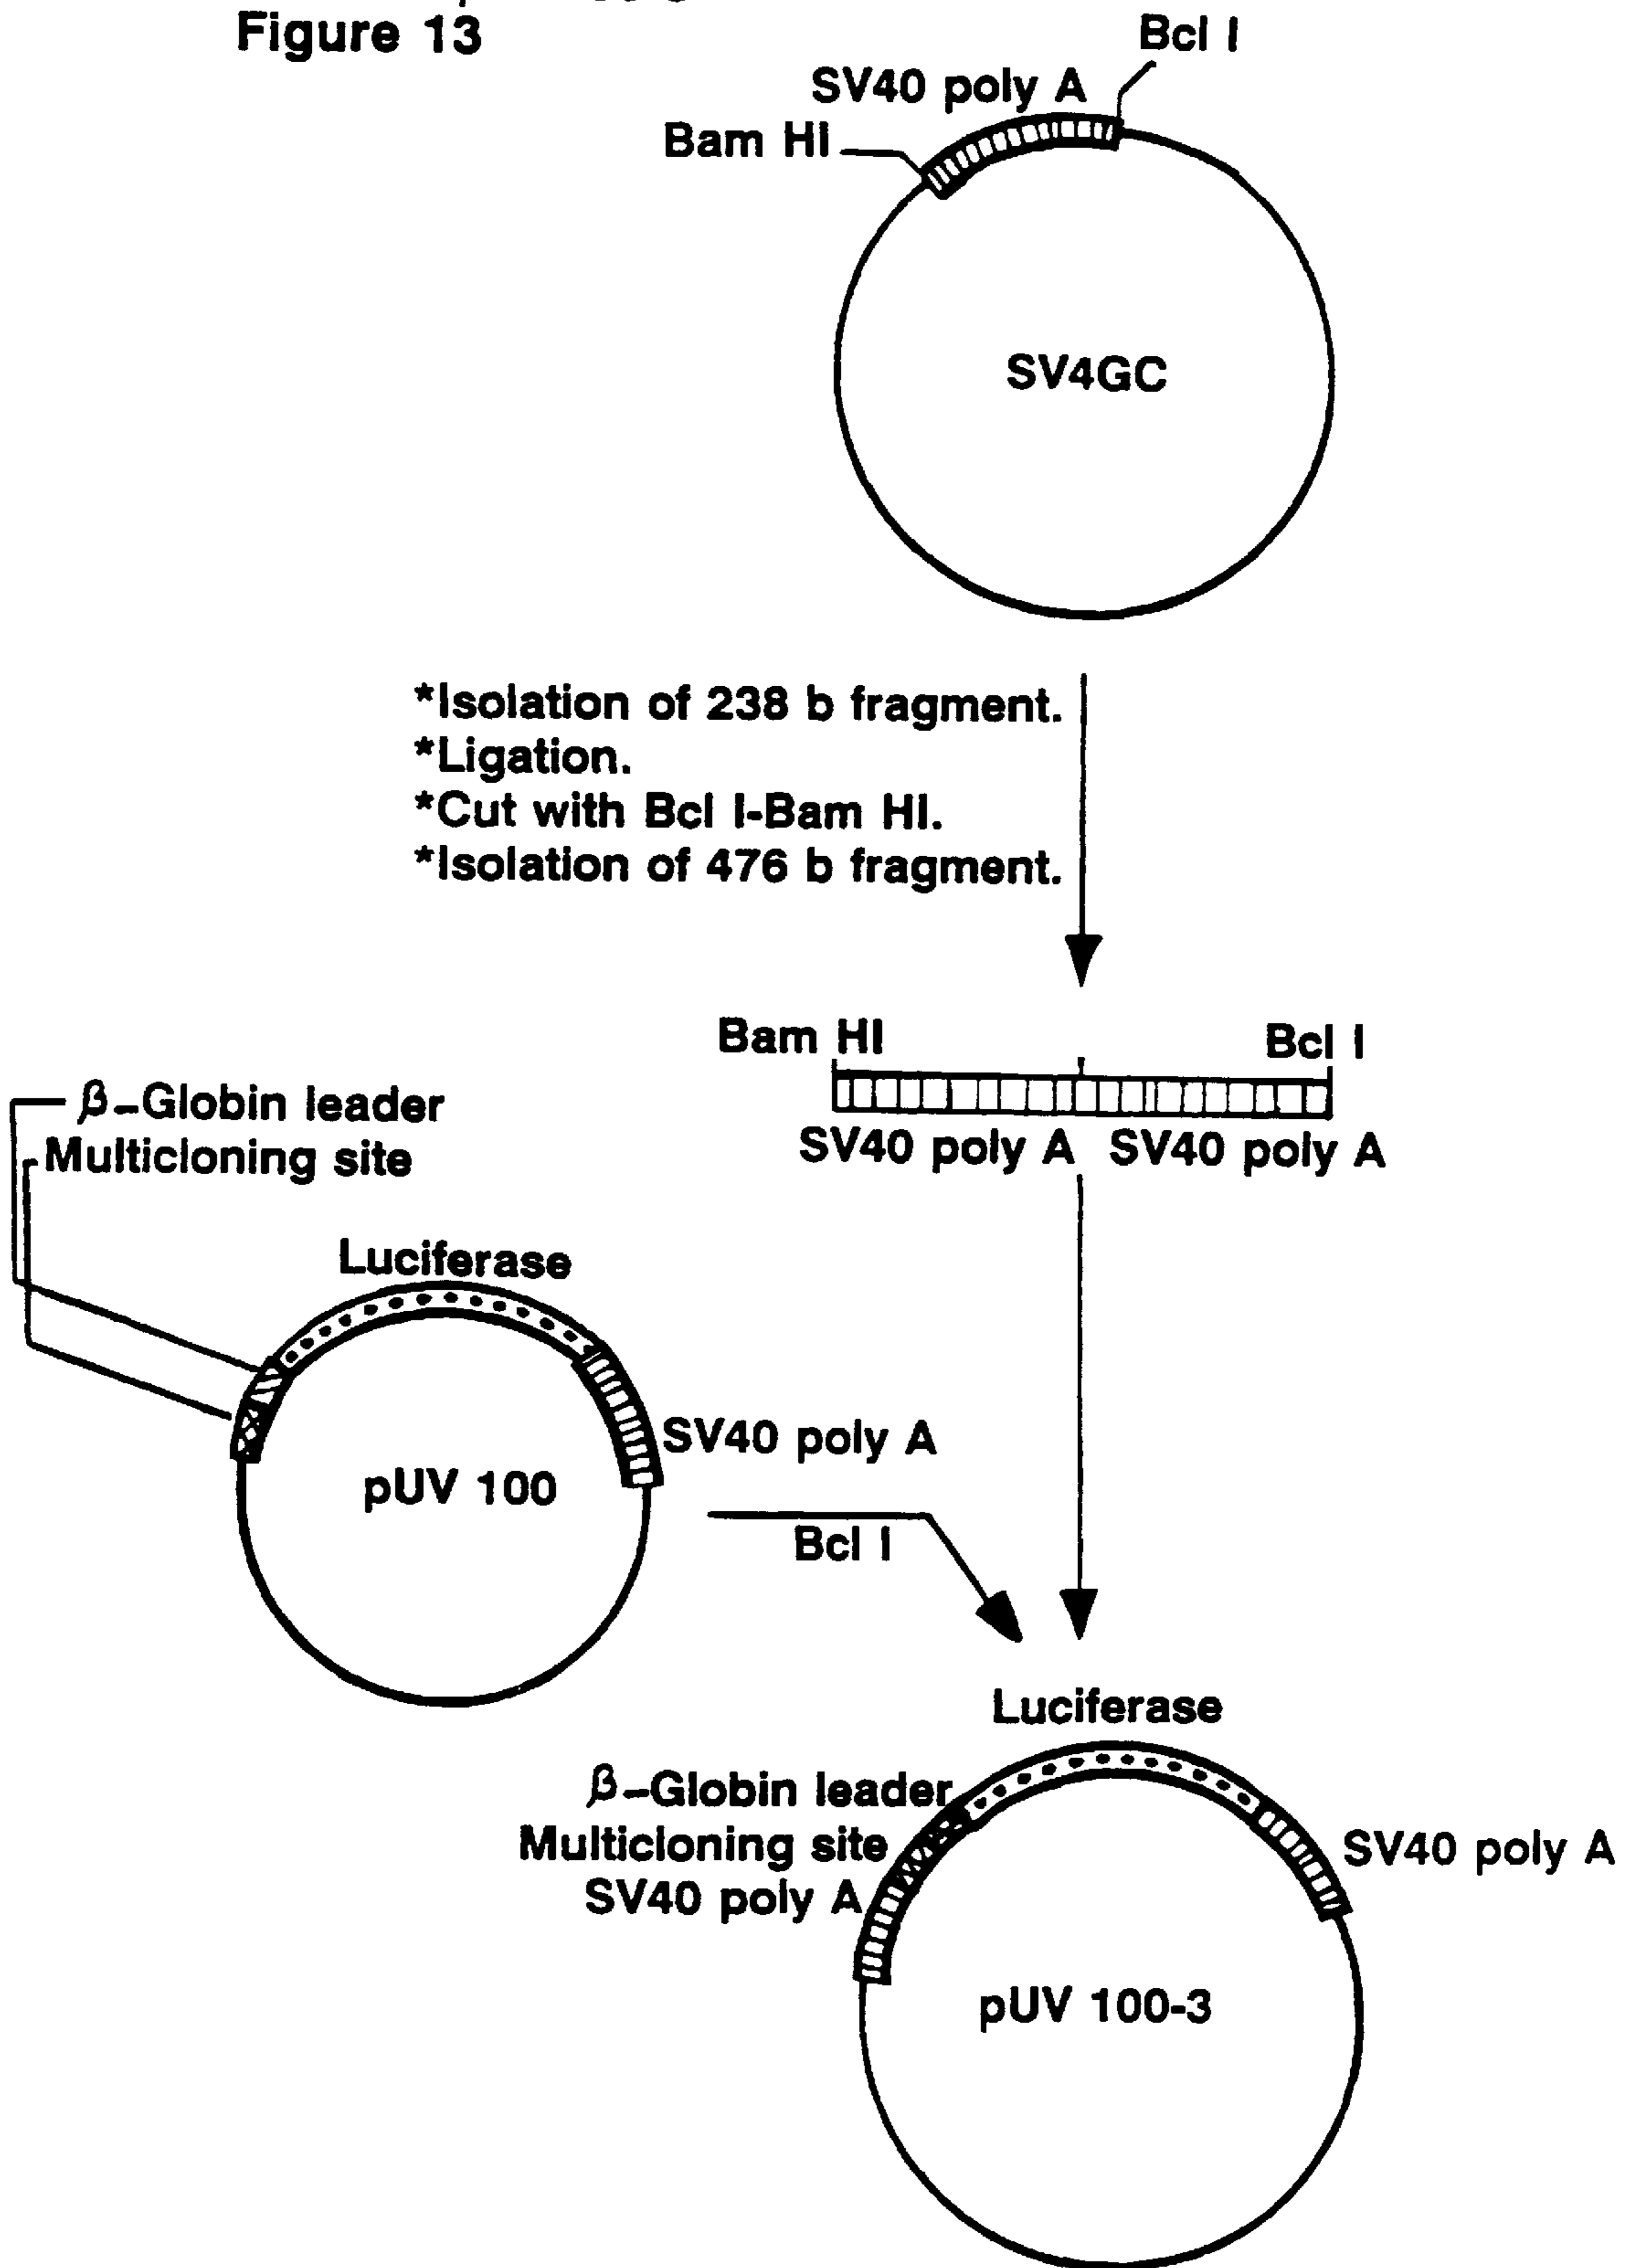 Figure 13
Bcl I
SV40 poly A
Bam HI
SV4GC
*Isolation of 238 b fragment.
*Ligation.
*Cut with Bcl I-Bam HI.
*Isolation of 476 b fragment.
Bam HI
Bcl I
SV40 poly A SV40 poly A
β-Globin leader
Multicloning site
Luciferase
SV40 poly A
pUV 100
Bcl I
Luciferase
β-Globin leader
Multicloning site
SV40 poly A
SV40 poly A
pUV 100-3